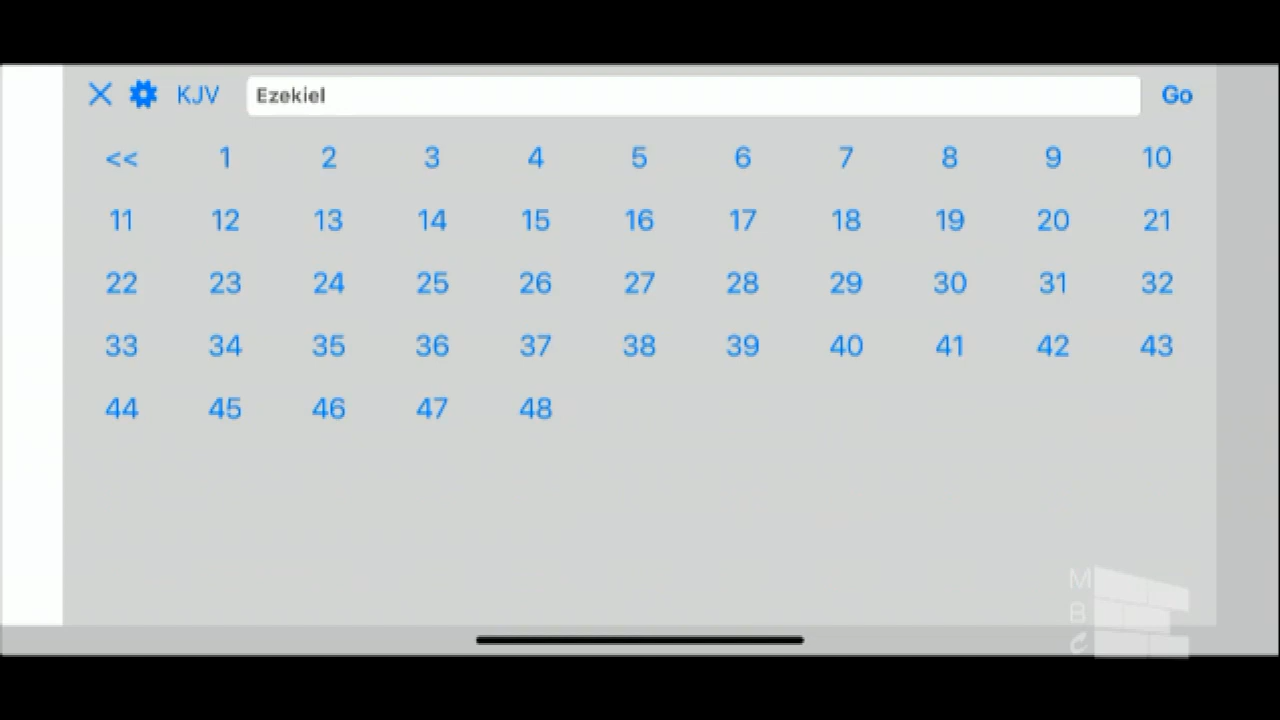 KJV Ezekiel Go
<< 1 2 3 4 5 6 7 8 9 10
11 12 13 14 15 16 17 18 19 20 21
22 23 24 25 26 27 28 29 30 31 32
33 34 35 36 37 38 39 40 41 42 43
44 45 46 47 48
M
B
C